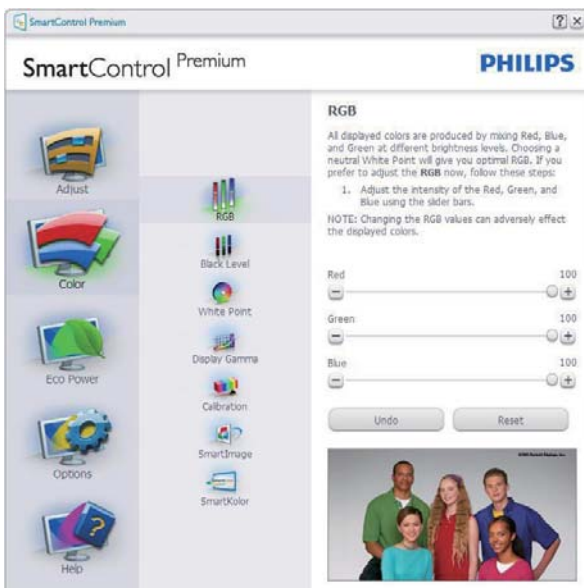 SmartControl Premium
SmartControl Premium
PHILIPS
Adjust
Color
Eco Power
Options
Help
RGB
Black Level
White Point
Display Gamma
Calibration
SmartImage
SmartKolor
RGB
All displayed colors are produced by mixing Red, Blue,
and Green at different brightness levels. Choosing a
neutral White Point will give you optimal RGB. If you
prefer to adjust the RGB now, follow these steps:
1. Adjust the intensity of the Red, Green, and
Blue using the slider bars.
NOTE: Changing the RGB values can adversely effect
the displayed colors.
Red 100
Green 100
Blue 100
Undo Reset